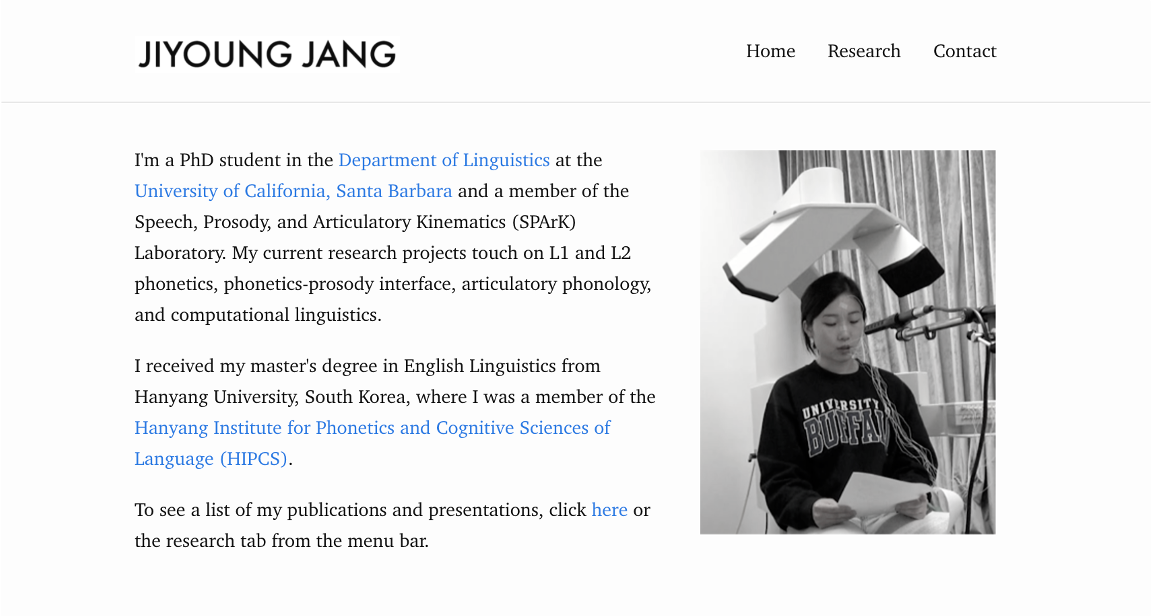 JIYOUNG JANG
Home Research Contact
I'm a PhD student in the Department of Linguistics at the
University of California, Santa Barbara and a member of the
Speech, Prosody, and Articulatory Kinematics (SPArK)
Laboratory. My current research projects touch on L1 and L2
phonetics, phonetics-prosody interface, articulatory phonology,
and computational linguistics.
I received my master's degree in English Linguistics from
Hanyang University, South Korea, where I was a member of the
Hanyang Institute for Phonetics and Cognitive Sciences of
Language (HIPCS).
To see a list of my publications and presentations, click here or
the research tab from the menu bar.
UNIVERSITY